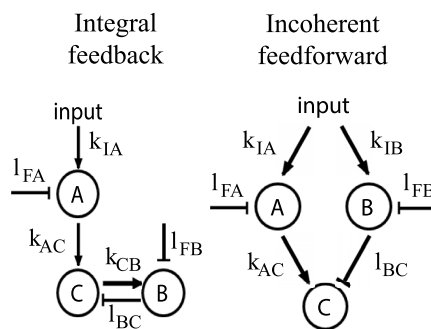 Integral
feedback
input
k_IA
l_FA
A
k_AC
k_CB
l_FB
C
B
l_BC
Incoherent
feedforward
input
k_IA
k_IB
l_FA
A
B
l_FB
k_AC
l_BC
C